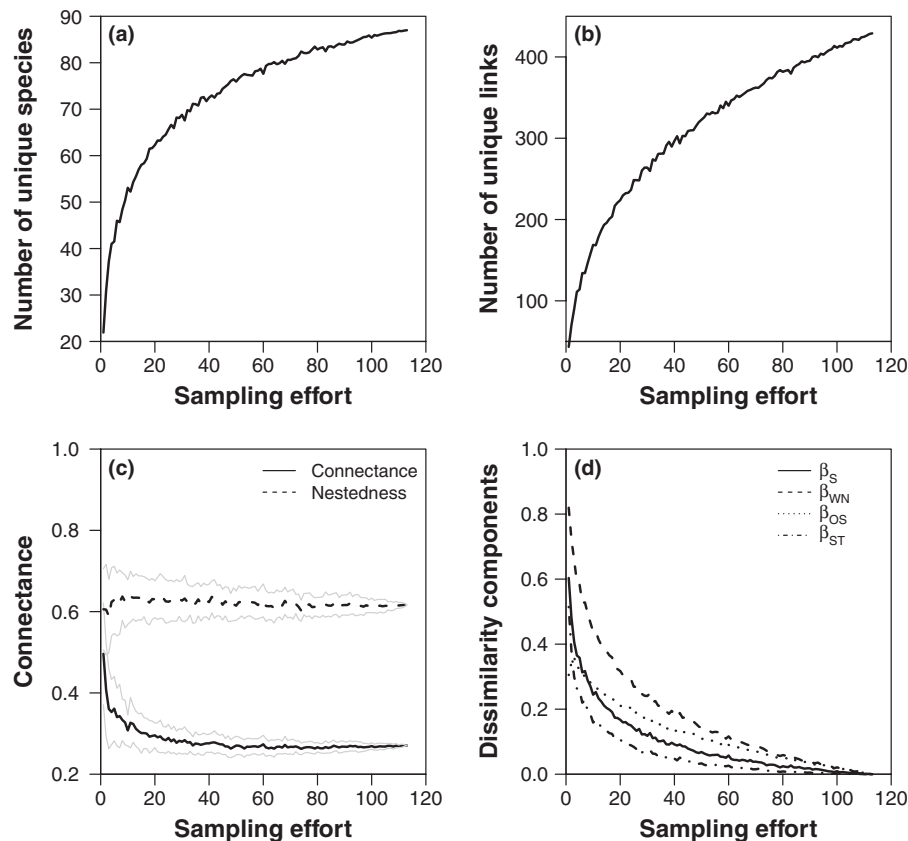 (a)
Number of unique species
90
80
70
60
50
40
30
20
0 20 40 60 80 100 120
Sampling effort
(b)
Number of unique links
400
300
200
100
0 20 40 60 80 100 120
Sampling effort
(c)
Connectance
Nestedness
Connectance
1.0
0.8
0.6
0.4
0.2
0 20 40 60 80 100 120
Sampling effort
(d)
βS
βWN
βOS
βST
Dissimilarity components
1.0
0.8
0.6
0.4
0.2
0.0
0 20 40 60 80 100 120
Sampling effort